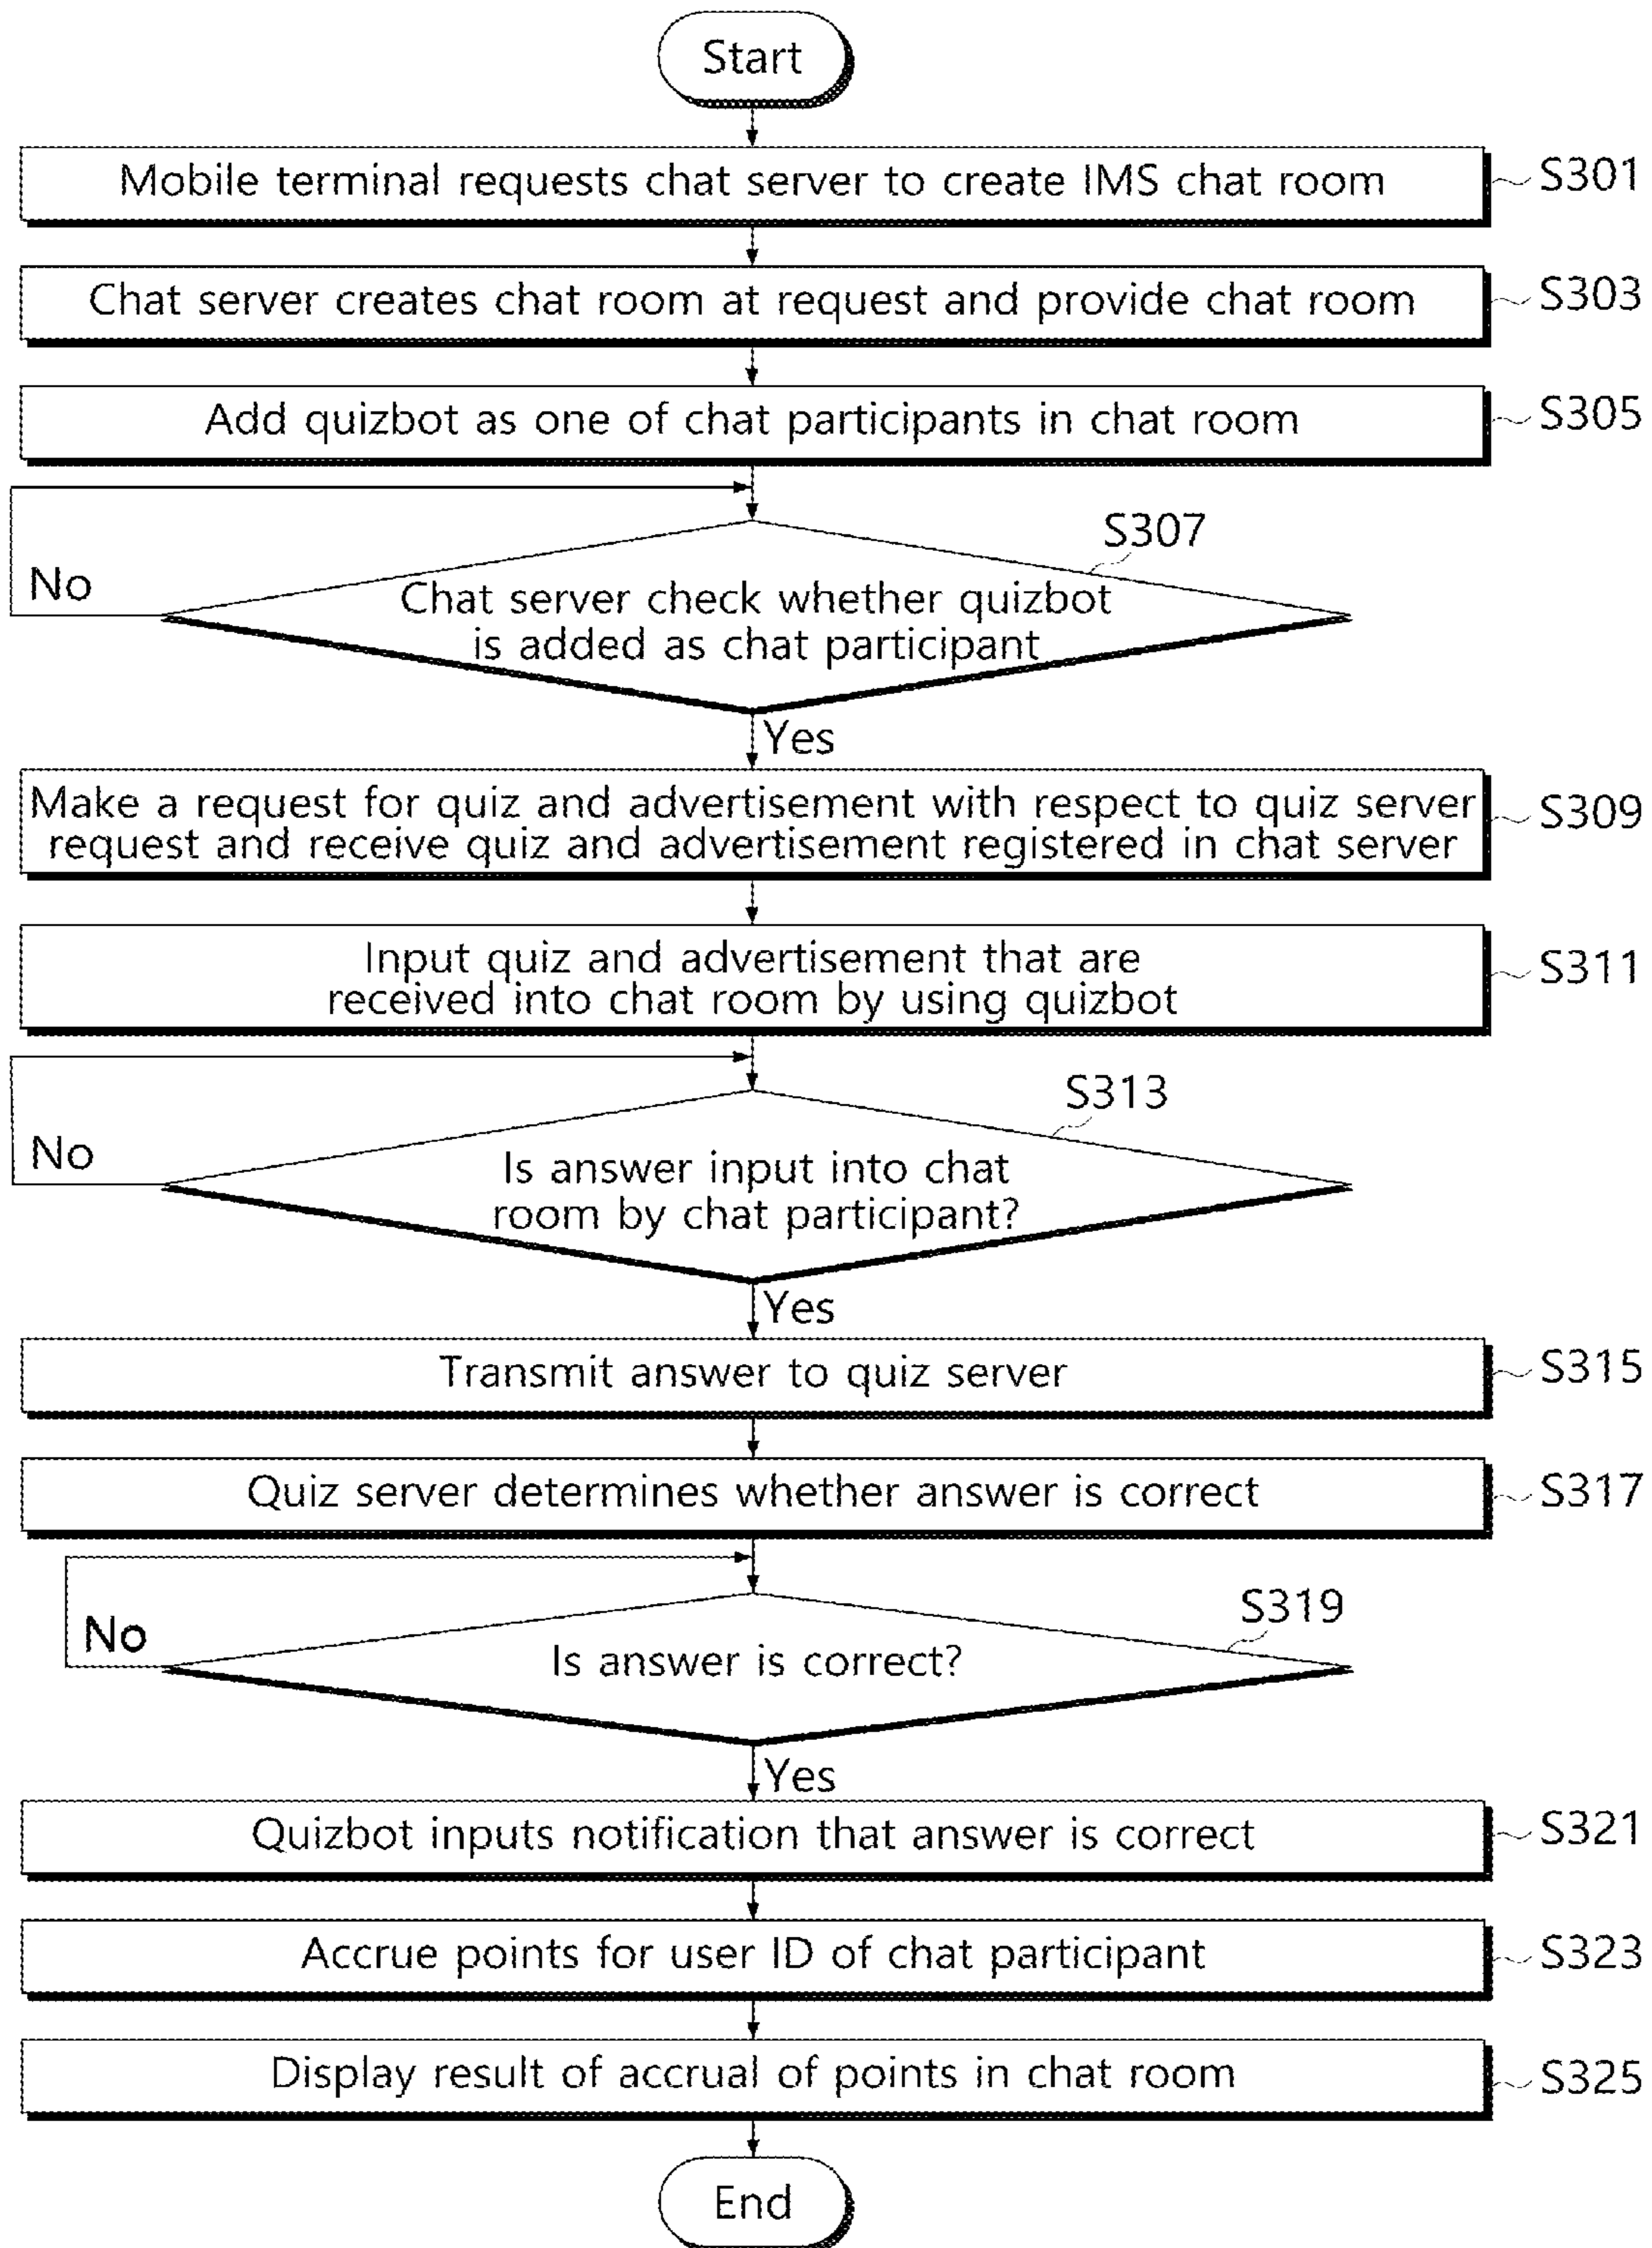 Start
Mobile terminal requests chat server to create IMS chat room
S301
Chat server creates chat room at request and provide chat room
S303
Add quizbot as one of chat participants in chat room
S305
S307
No
Chat server check whether quizbot
is added as chat participant
Yes
Make a request for quiz and advertisement with respect to quiz server
request and receive quiz and advertisement registered in chat server
S309
Input quiz and advertisement that are
received into chat room by using quizbot
S311
S313
No
Is answer input into chat
room by chat participant?
Yes
Transmit answer to quiz server
S315
Quiz server determines whether answer is correct
S317
S319
No
Is answer is correct?
Yes
Quizbot inputs notification that answer is correct
S321
Accrue points for user ID of chat participant
S323
Display result of accrual of points in chat room
S325
End